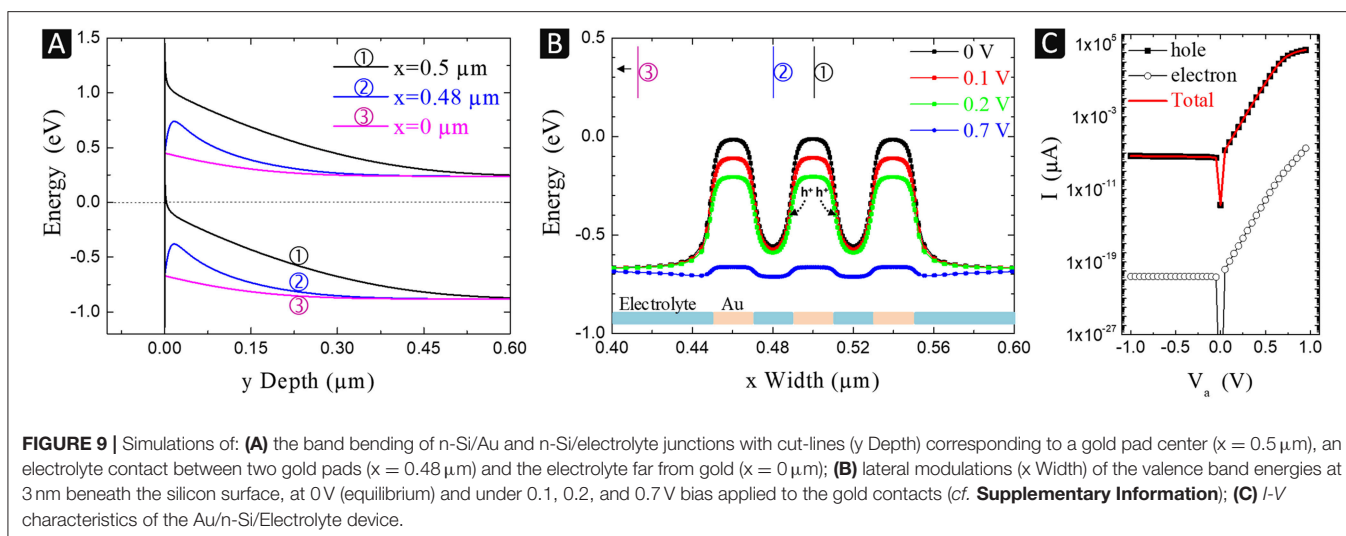 A
1.5
1.0
0.5
0.0
-0.5
-1.0
Energy (eV)
① x=0.5 µm
② x=0.48 µm
③ x=0 µm
①
②
③
0.00 0.15 0.30 0.45 0.60
y Depth (µm)
B
0.5
0.0
-0.5
-1.0
Energy (eV)
③ ② ①
0 V
0.1 V
0.2 V
0.7 V
h⁺ h⁺
Electrolyte Au
0.40 0.44 0.48 0.52 0.56 0.60
x Width (µm)
C
1x10⁵
1x10⁻³
1x10⁻¹¹
1x10⁻¹⁹
1x10⁻²⁷
I (µA)
hole
electron
Total
-1.0 -0.5 0.0 0.5 1.0
Vₐ (V)
FIGURE 9 | Simulations of: (A) the band bending of n-Si/Au and n-Si/electrolyte junctions with cut-lines (y Depth) corresponding to a gold pad center (x = 0.5 µm), an
electrolyte contact between two gold pads (x = 0.48 µm) and the electrolyte far from gold (x = 0 µm); (B) lateral modulations (x Width) of the valence band energies at
3 nm beneath the silicon surface, at 0 V (equilibrium) and under 0.1, 0.2, and 0.7 V bias applied to the gold contacts (cf. Supplementary Information); (C) I-V
characteristics of the Au/n-Si/Electrolyte device.